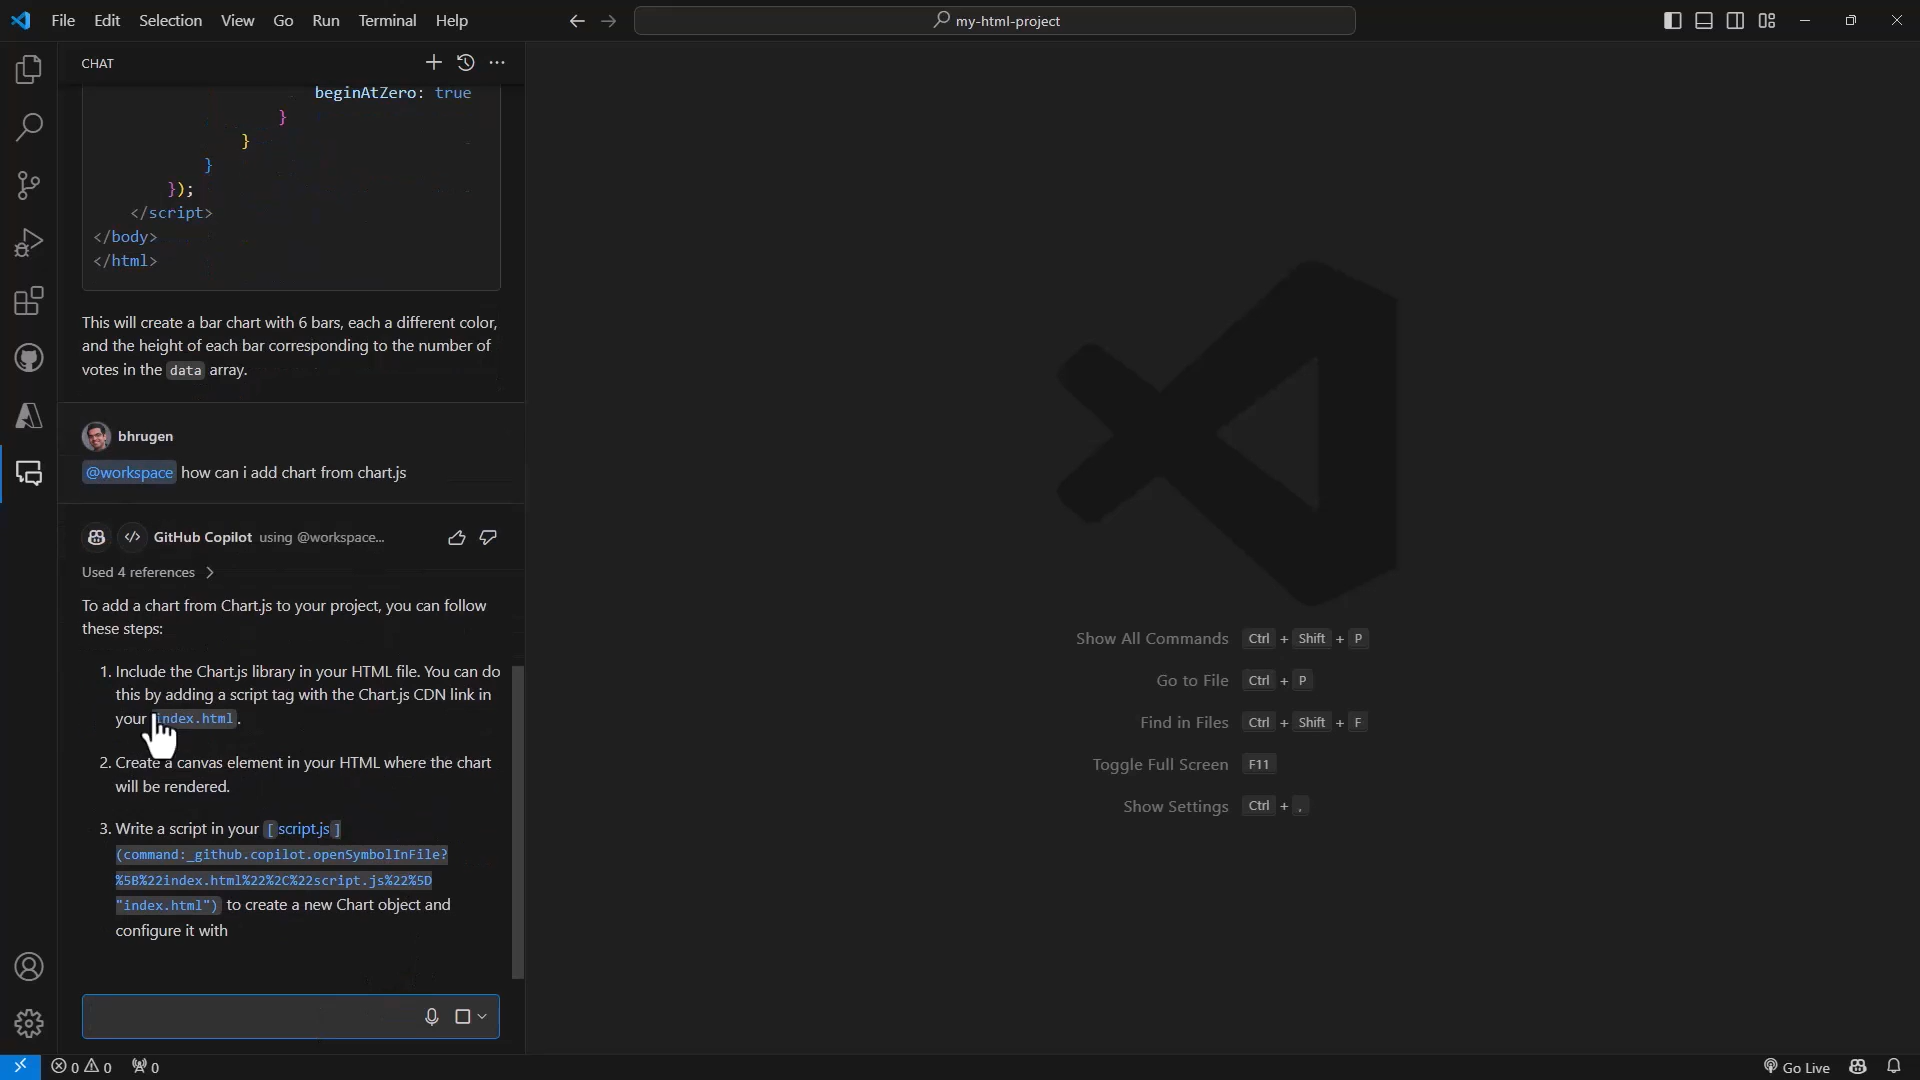 File Edit Selection View Go Run Terminal Help
my-html-project
CHAT
beginAtZero: true
}
}
}
});
</script>
</body>
</html>
This will create a bar chart with 6 bars, each a different color,
and the height of each bar corresponding to the number of
votes in the data array.
bhrugen
@workspace how can i add chart from chart.js
GitHub Copilot using @workspace...
Used 4 references
To add a chart from Chart.js to your project, you can follow
these steps:
1. Include the Chart.js library in your HTML file. You can do
this by adding a script tag with the Chart.js CDN link in
your index.html.
2. Create a canvas element in your HTML where the chart
will be rendered.
3. Write a script in your [script.js]
(command:_github.copilot.openSymbolInFile?
%5B%22index.html%22%2C%22script.js%22%5D
"index.html") to create a new Chart object and
configure it with
Show All Commands Ctrl + Shift + P
Go to File Ctrl + P
Find in Files Ctrl + Shift + F
Toggle Full Screen F11
Show Settings Ctrl + ,
0 0 0
Go Live